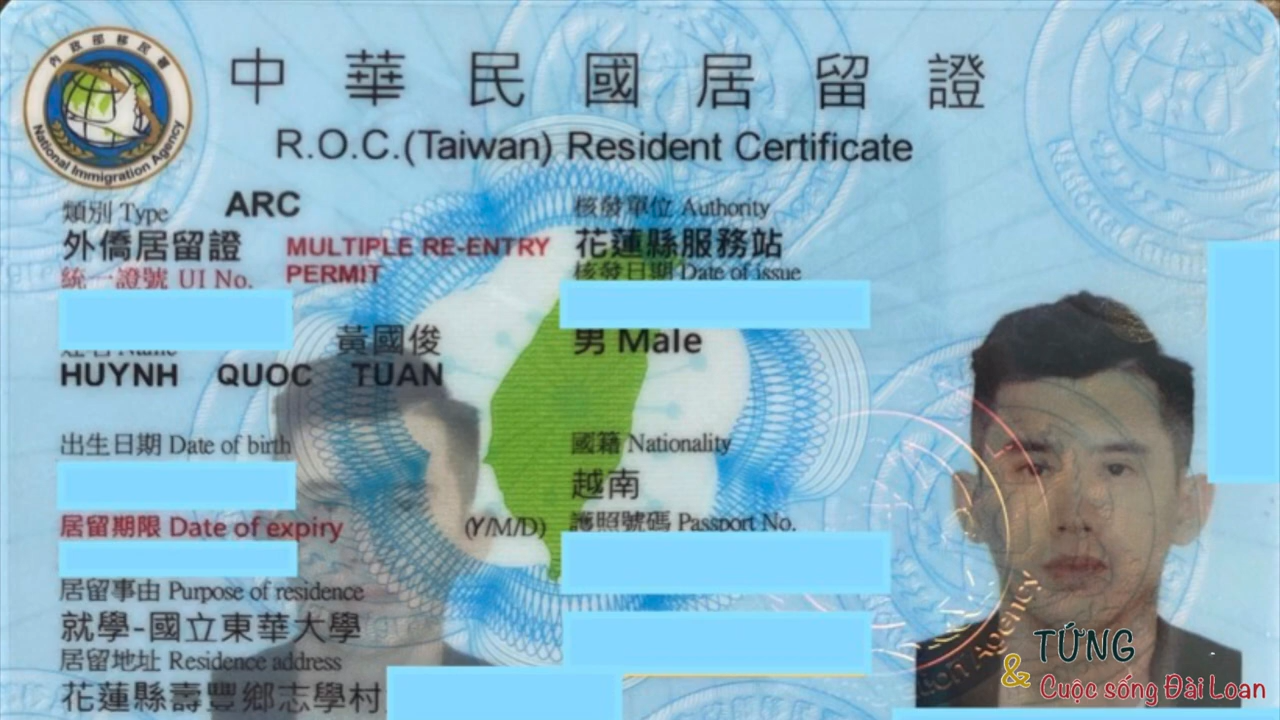 內政部移民署
National Immigration Agency
中華民國居留證
R.O.C.(Taiwan) Resident Certificate
類別 Type ARC
外僑居留證 MULTIPLE RE-ENTRY PERMIT
統一證號 UI No.
核發單位 Authority
花蓮縣服務站
核發日期 Date of issue
姓名 Name 黃國俊
HUYNH QUOC TUAN
男 Male
出生日期 Date of birth
國籍 Nationality
越南
居留期限 Date of expiry (Y/M/D)
護照號碼 Passport No.
居留事由 Purpose of residence
就學-國立東華大學
居留地址 Residence address
花蓮縣壽豐鄉志學村
TỨNG
& Cuộc sống Đài Loan